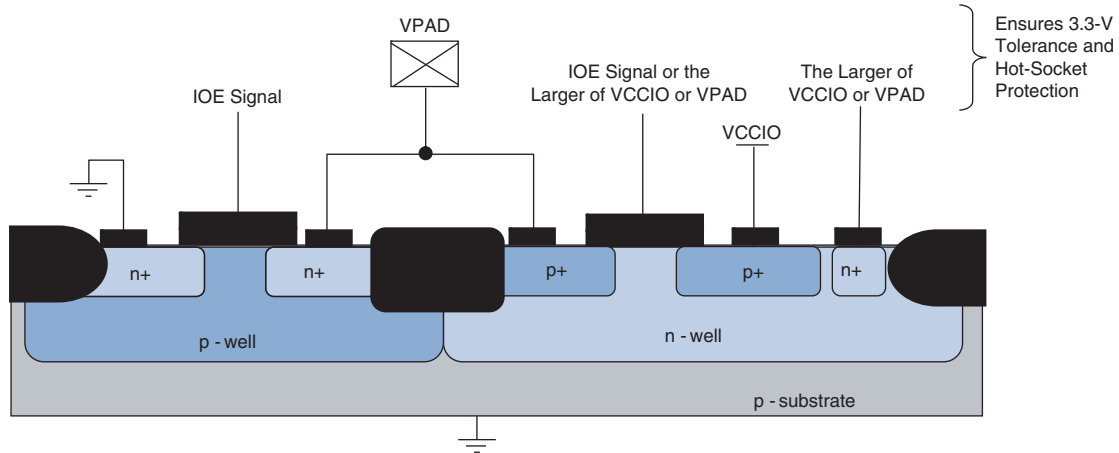 VPAD
IOE Signal
IOE Signal or the
Larger of VCCIO or VPAD
The Larger of
VCCIO or VPAD
Ensures 3.3-V
Tolerance and
Hot-Socket
Protection
VCCIO
n+
n+
p+
p+
n+
p - well
n - well
p - substrate